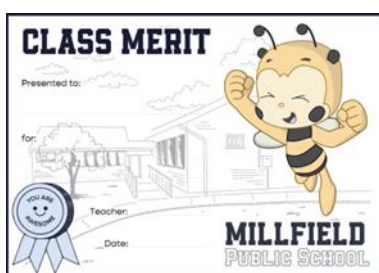 CLASS MERIT
Presented to:
for:
YOU ARE
AWESOME
Teacher:
Date:
MILLFIELD
PUBLIC SCHOOL